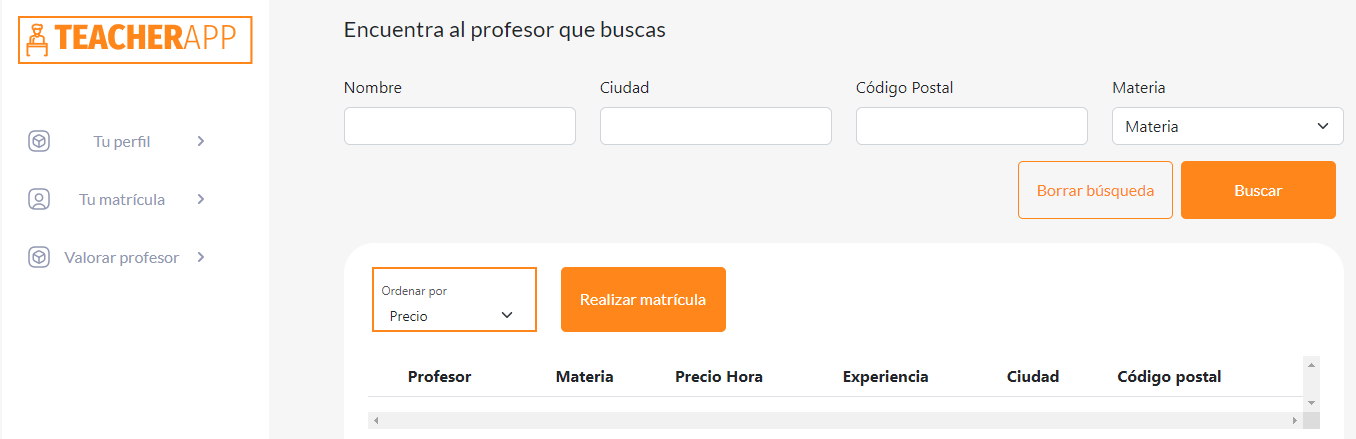 TEACHERAPP
Tu perfil
Tu matrícula
Valorar profesor
Encuentra al profesor que buscas
Nombre Ciudad Código Postal Materia
Materia
Borrar búsqueda Buscar
Ordenar por
Precio
Realizar matrícula
Profesor Materia Precio Hora Experiencia Ciudad Código postal